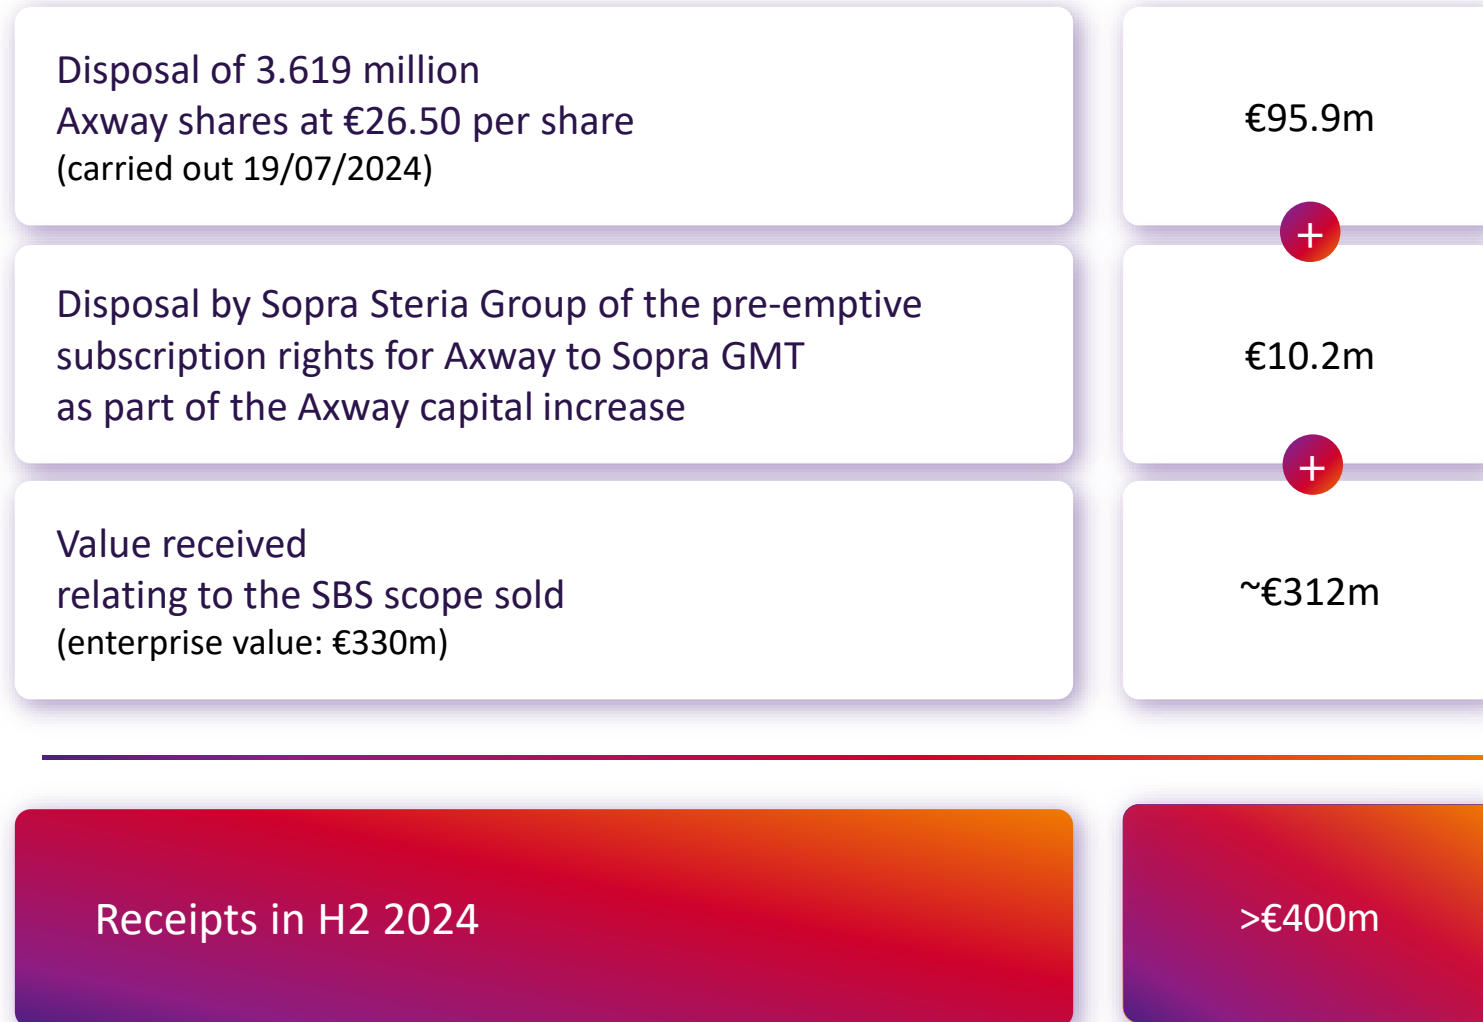 Disposal of 3.619 million
Axway shares at €26.50 per share
(carried out 19/07/2024)
€95.9m
+
Disposal by Sopra Steria Group of the pre-emptive
subscription rights for Axway to Sopra GMT
as part of the Axway capital increase
€10.2m
+
Value received
relating to the SBS scope sold
(enterprise value: €330m)
~€312m
Receipts in H2 2024
>€400m